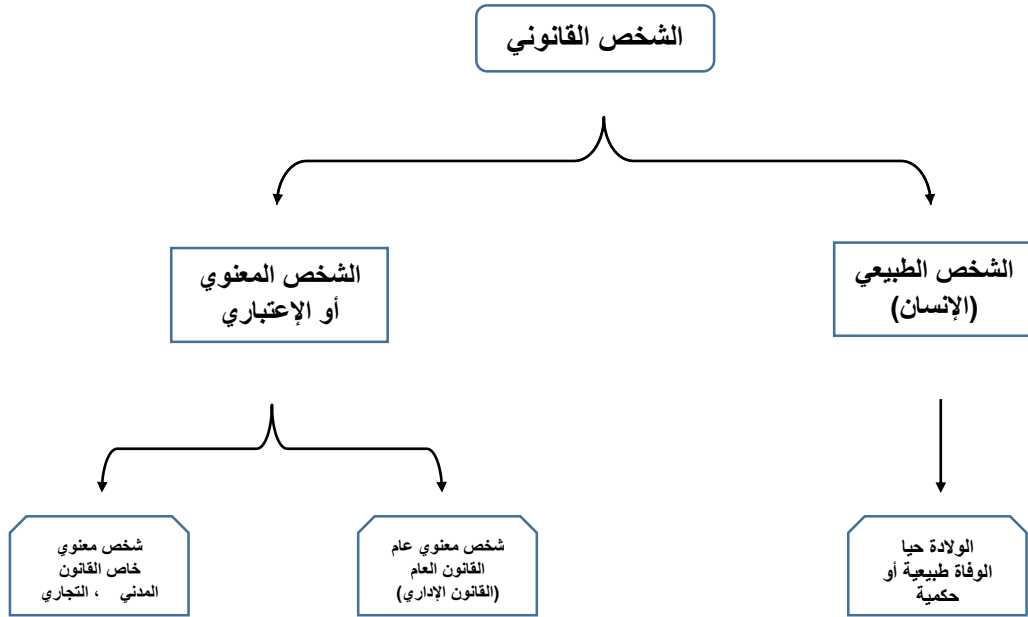 الشخص القانوني
الشخص الطبيعي
(الإنسان)
الشخص المعنوي
أو الإعتباري
الولادة حيا
الوفاة طبيعية أو
حكمية
شخص معنوي عام
القانون العام
(القانون الإداري)
شخص معنوي
خاص القانون
المدني ، التجاري